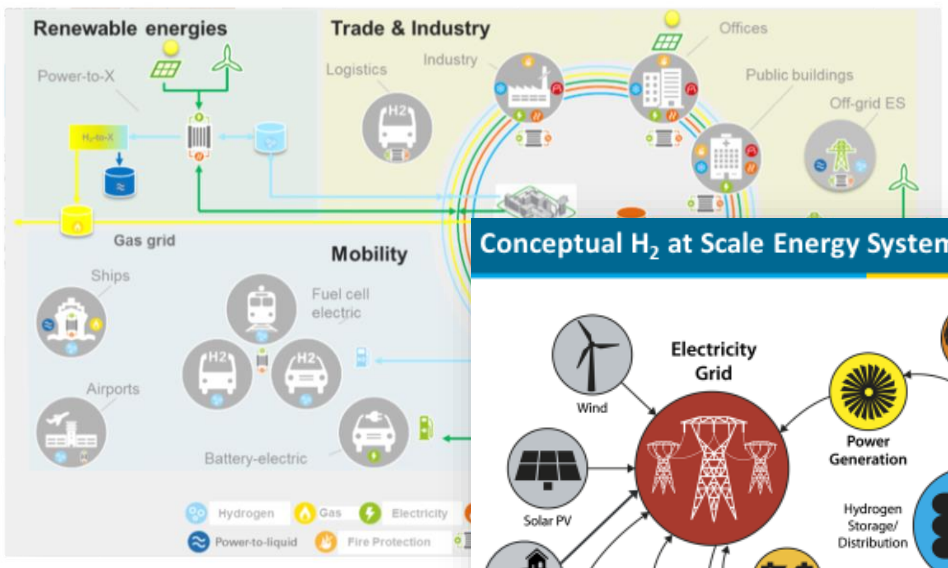 Renewable energies
Trade & Industry
Offices
Power-to-X
Logistics
Industry
Public buildings
Off-grid ES
H2
H₂-to-X
Gas grid
Mobility
Ships
Fuel cell
electric
H2
H2
Airports
Battery-electric
Hydrogen
Gas
Electricity
Power-to-liquid
Fire Protection
Conceptual H₂ at Scale Energy System
Electricity
Grid
Wind
Power
Generation
Solar PV
Hydrogen
Storage/
Distribution